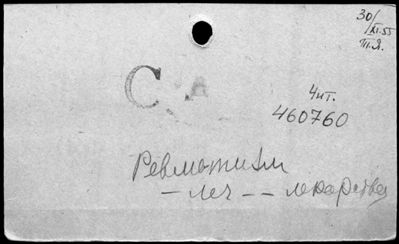 30/
XI.55
П.Я.
С А
Чит.
460760
Ревматизм
– леч – – лекарства